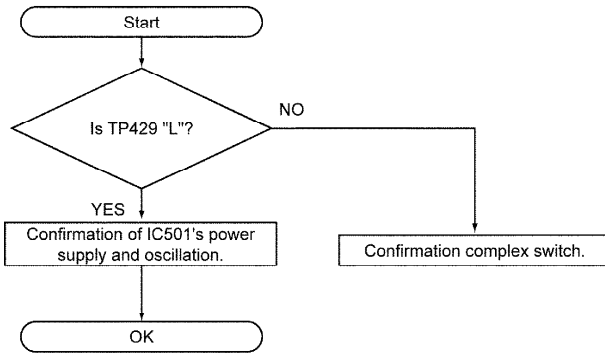 Start
Is TP429 "L"?
NO
YES
Confirmation of IC501's power
supply and oscillation.
Confirmation complex switch.
OK